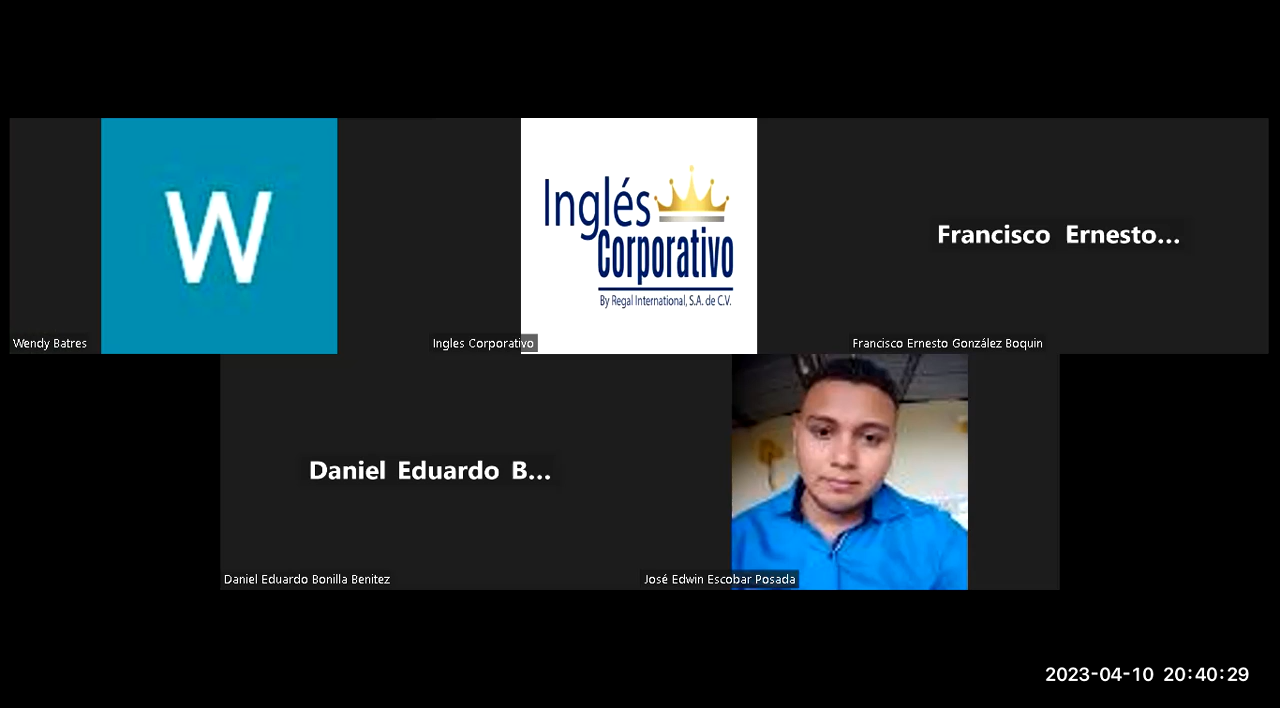 W
Inglés
Corporativo
By Regal International, S.A. de C.V.
Francisco Ernesto...
Wendy Batres
Ingles Corporativo
Francisco Ernesto González Boquin
Daniel Eduardo B...
Daniel Eduardo Bonilla Benitez
José Edwin Escobar Posada
2023-04-10 20:40:29